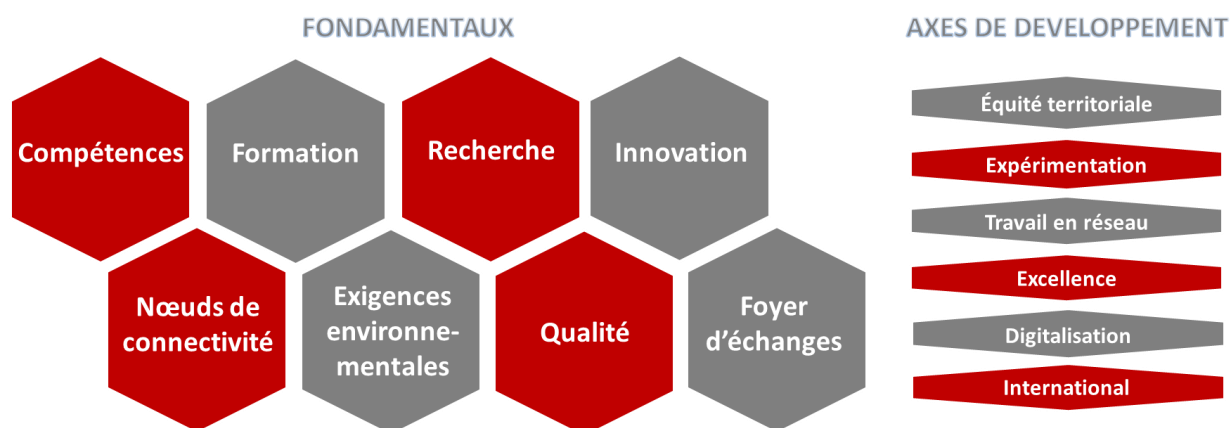 FONDAMENTAUX
Compétences
Formation
Recherche
Innovation
Nœuds de
connectivité
Exigences
environne-
mentales
Qualité
Foyer
d’échanges
AXES DE DEVELOPPEMENT
Équité territoriale
Expérimentation
Travail en réseau
Excellence
Digitalisation
International